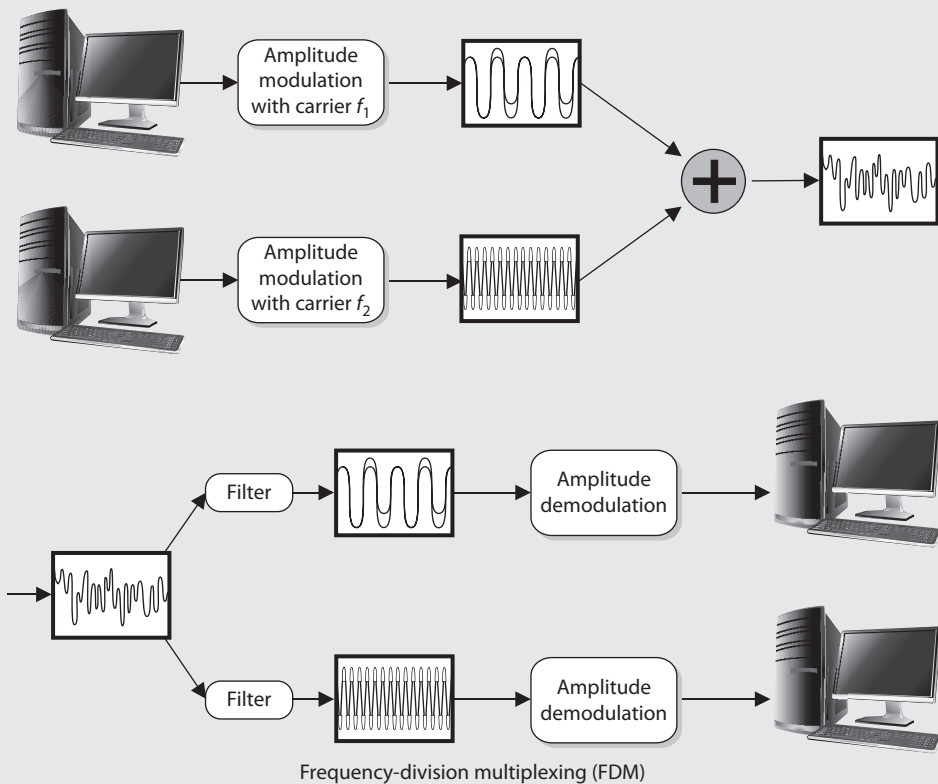 Amplitude
modulation
with carrier f1
Amplitude
modulation
with carrier f2
Filter
Amplitude
demodulation
Filter
Amplitude
demodulation
Frequency-division multiplexing (FDM)